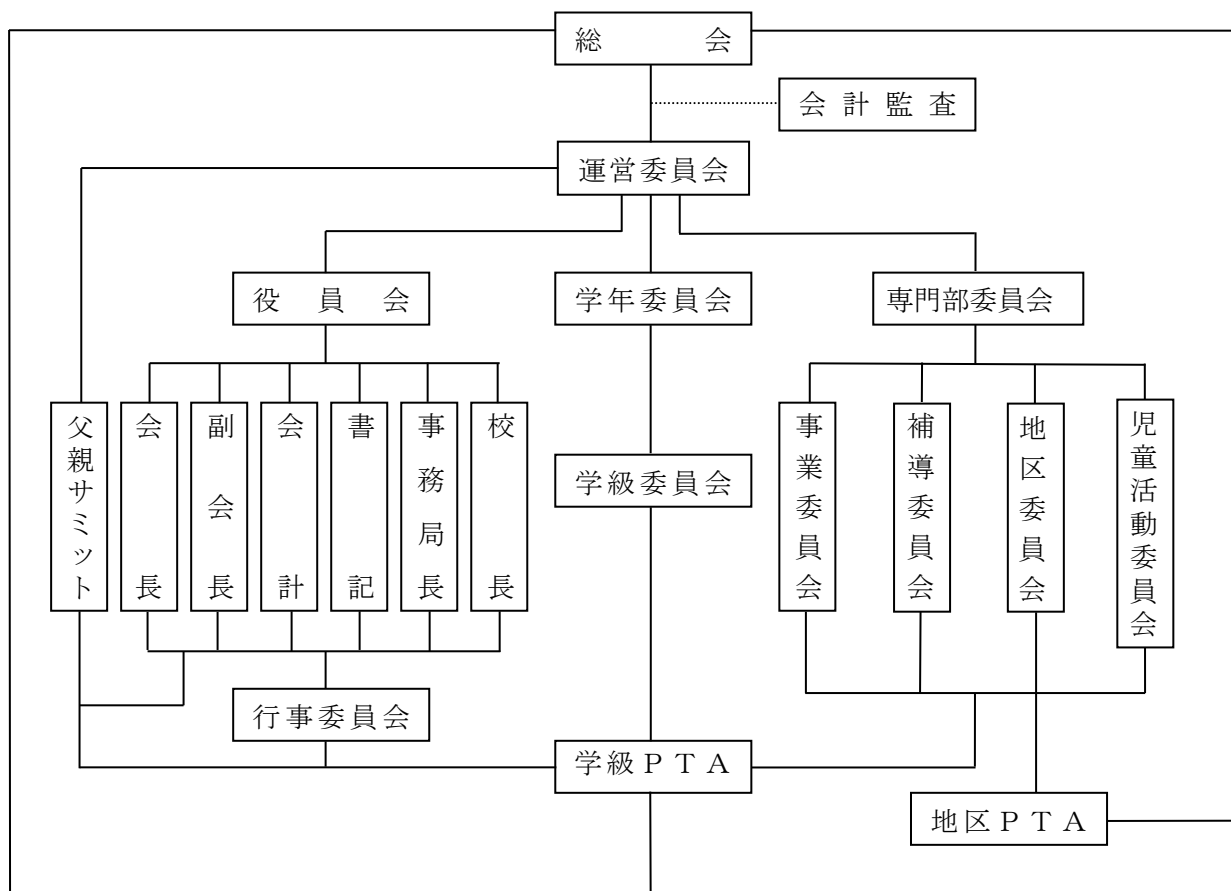 総会
会計監査
運営委員会
役員会
学年委員会
専門部委員会
父親サミット
会長
副会長
会計
書記
事務局長
校長
学級委員会
事業委員会
補導委員会
地区委員会
児童活動委員会
行事委員会
学級ＰＴＡ
地区ＰＴＡ